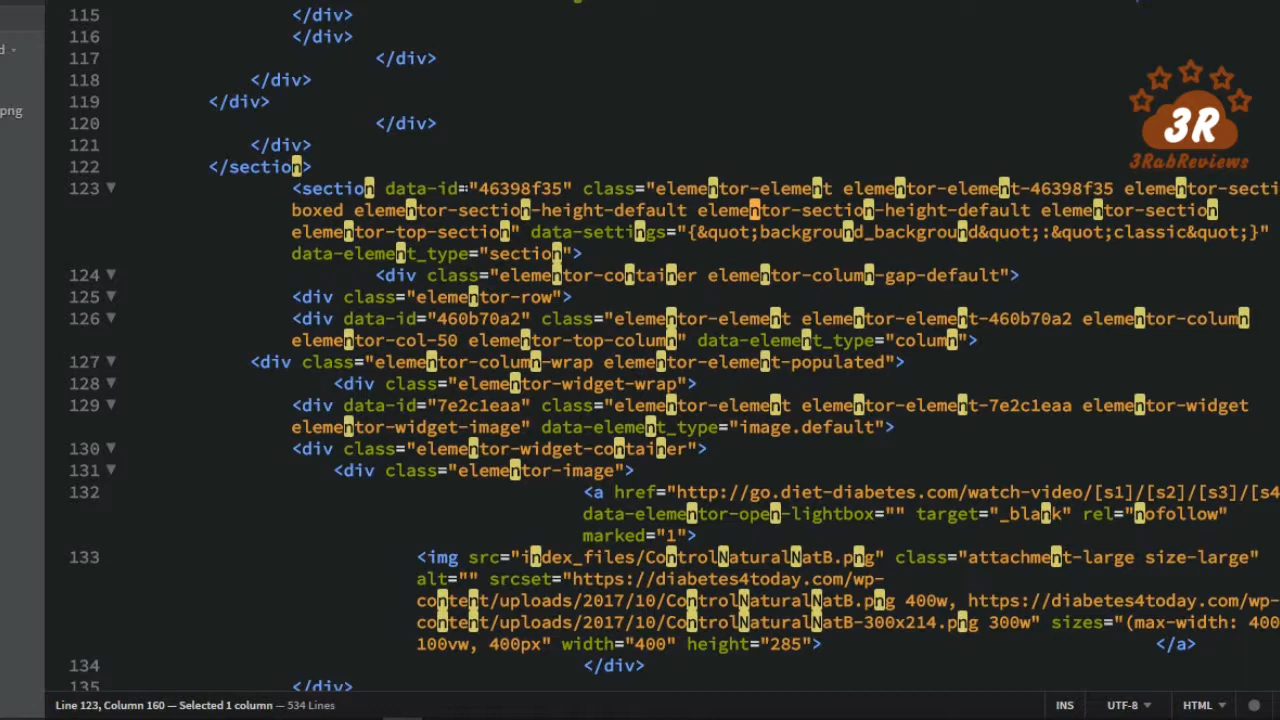 115 </div>
116 </div>
117 </div>
118 </div>
119 </div>
120 </div>
121 </div>
122 </section>
123 <section data-id="46398f35" class="elementor-element elementor-element-46398f35 elementor-secti
boxed elementor-section-height-default elementor-section-height-default elementor-section
elementor-top-section" data-settings="{&quot;background_background&quot;:&quot;classic&quot;}"
data-element_type="section">
124 <div class="elementor-container elementor-column-gap-default">
125 <div class="elementor-row">
126 <div data-id="460b70a2" class="elementor-element elementor-element-460b70a2 elementor-column
elementor-col-50 elementor-top-column" data-element_type="column">
127 <div class="elementor-column-wrap elementor-element-populated">
128 <div class="elementor-widget-wrap">
129 <div data-id="7e2c1eaa" class="elementor-element elementor-element-7e2c1eaa elementor-widget
elementor-widget-image" data-element_type="image.default">
130 <div class="elementor-widget-container">
131 <div class="elementor-image">
132 <a href="http://go.diet-diabetes.com/watch-video/[s1]/[s2]/[s3]/[s4
data-elementor-open-lightbox="" target="_blank" rel="nofollow"
marked="1">
133 <img src="index_files/ControlNaturalNatB.png" class="attachment-large size-large"
alt="" srcset="https://diabetes4today.com/wp-
content/uploads/2017/10/ControlNaturalNatB.png 400w, https://diabetes4today.com/wp-
content/uploads/2017/10/ControlNaturalNatB-300x214.png 300w" sizes="(max-width: 400
100vw, 400px" width="400" height="285"> </a>
134 </div>
135 </div>
d
png
3R
3RabReviews
Line 123, Column 160 — Selected 1 column — 534 Lines
INS UTF-8 HTML